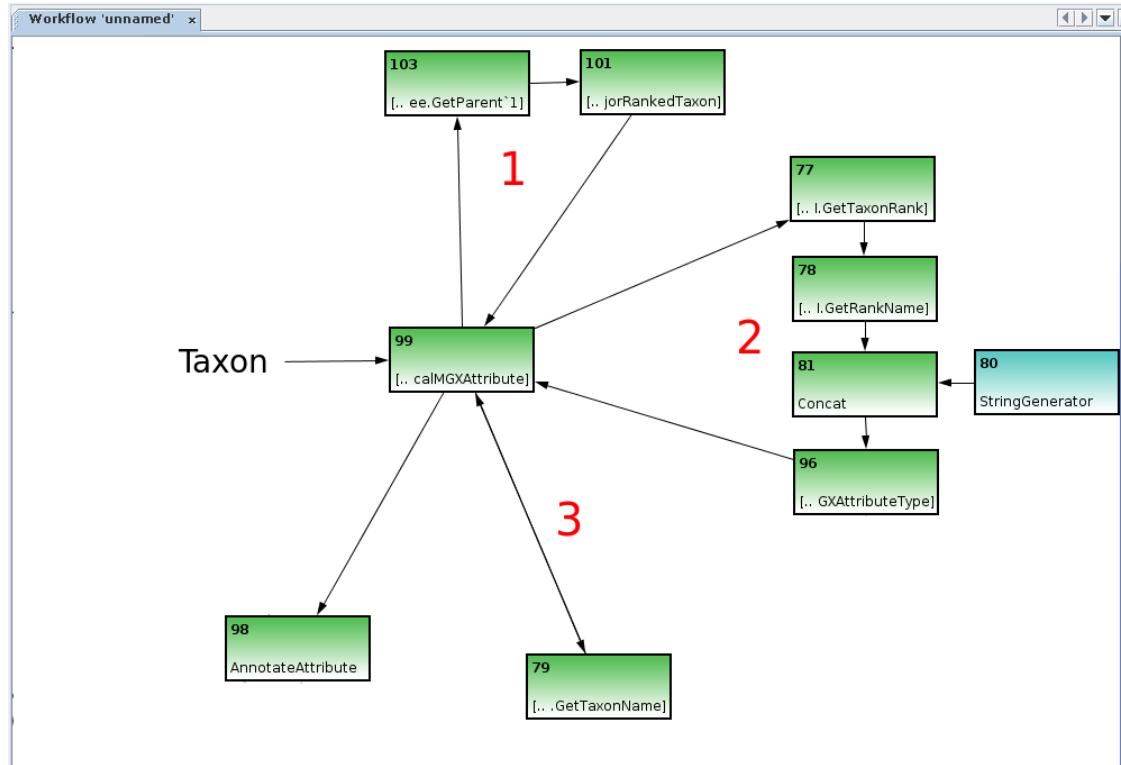 Workflow 'unnamed' ×
103
[.. ee.GetParent`1]
101
[.. jorRankedTaxon]
1
77
[.. I.GetTaxonRank]
78
[.. I.GetRankName]
2
99
[.. calMGXAttribute]
Taxon
81
Concat
80
StringGenerator
96
[.. GXAttributeType]
3
98
AnnotateAttribute
79
[.. .GetTaxonName]